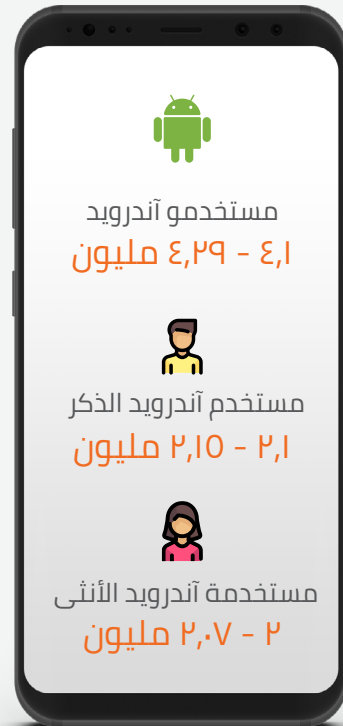 مستخدمو آندرويد
٤,١ - ٤,٢٩ مليون
مستخدم آندرويد الذكر
٢,١ - ٢,١٥ مليون
مستخدمة آندرويد الأنثى
٢ - ٢,٠٧ مليون